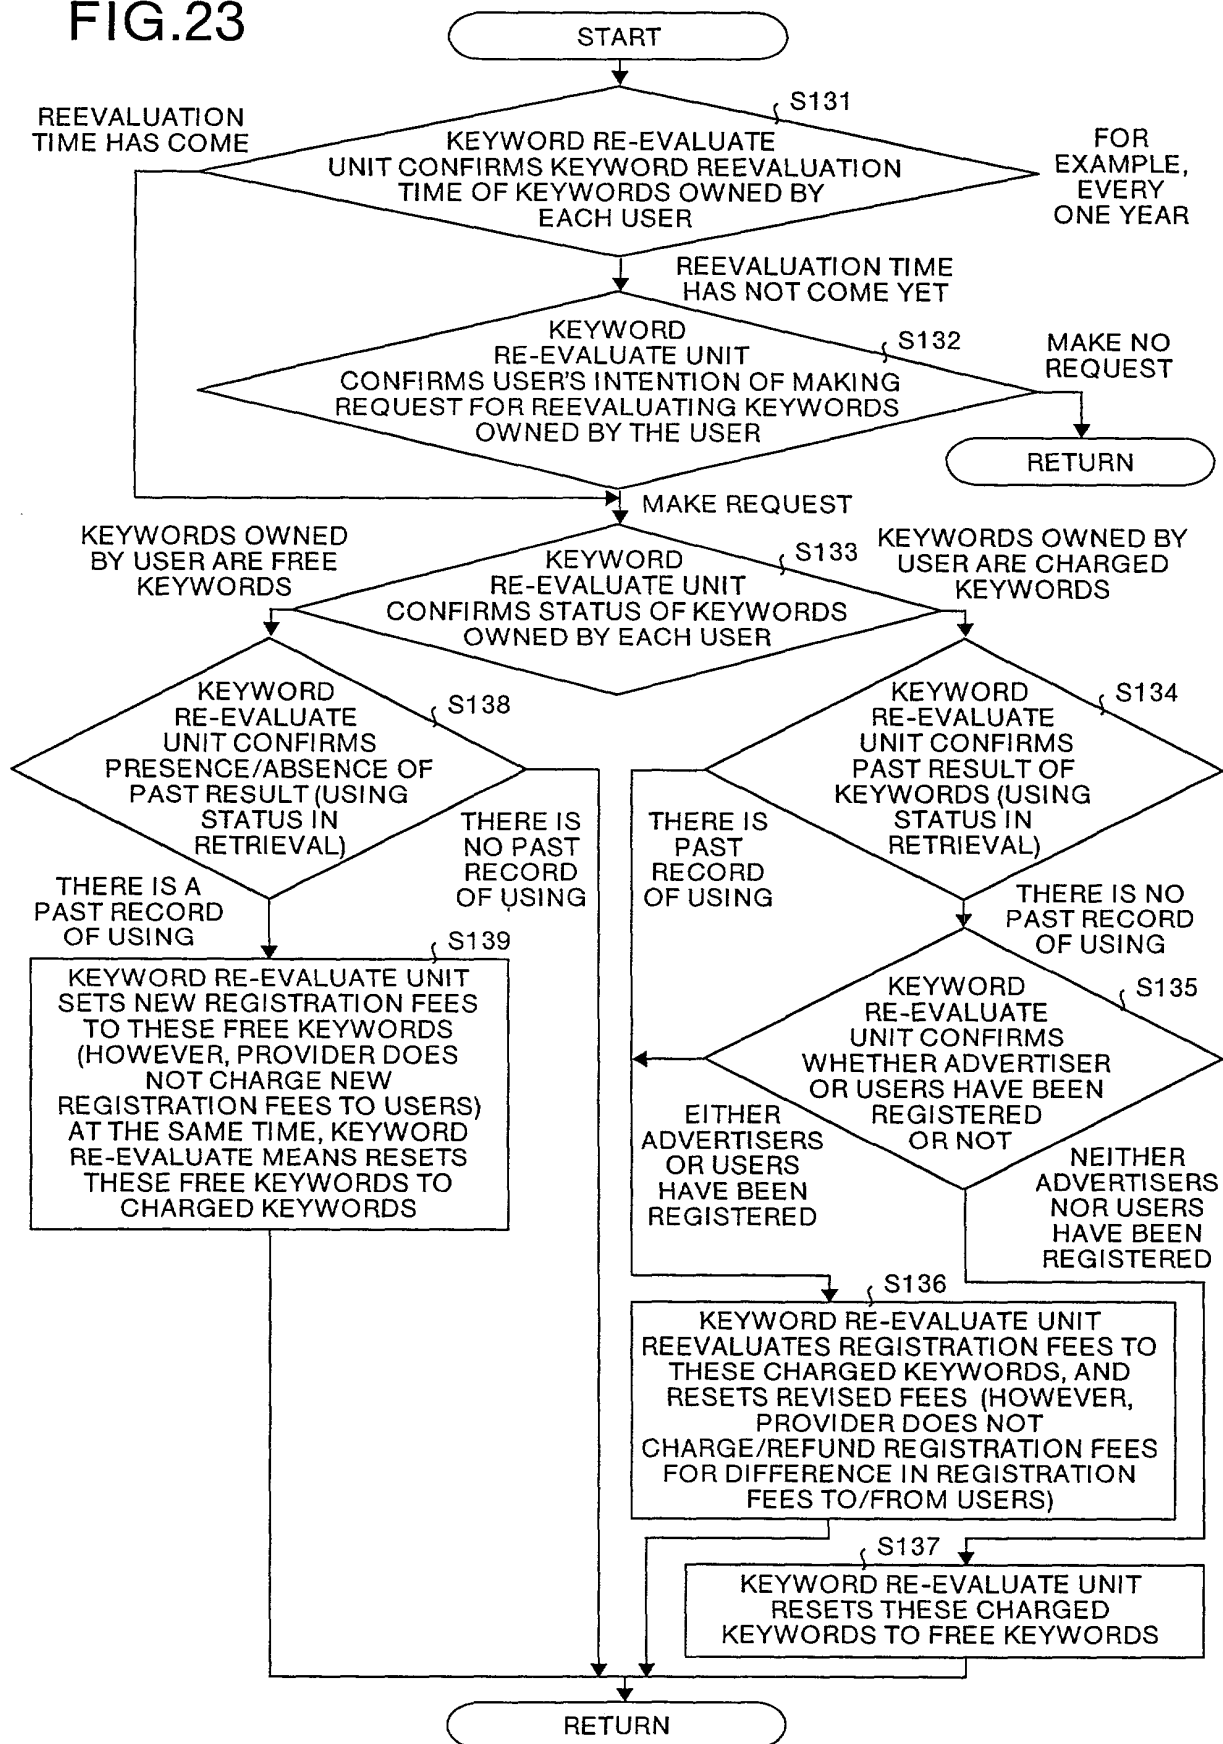 FIG.23
START
S131
REEVALUATION
TIME HAS COME
KEYWORD RE-EVALUATE
UNIT CONFIRMS KEYWORD REEVALUATION
TIME OF KEYWORDS OWNED BY
EACH USER
FOR
EXAMPLE,
EVERY
ONE YEAR
REEVALUATION TIME
HAS NOT COME YET
S132
KEYWORD
RE-EVALUATE UNIT
CONFIRMS USER'S INTENTION OF MAKING
REQUEST FOR REEVALUATING KEYWORDS
OWNED BY THE USER
MAKE NO
REQUEST
RETURN
MAKE REQUEST
KEYWORDS OWNED
BY USER ARE FREE
KEYWORDS
S133
KEYWORD
RE-EVALUATE UNIT
CONFIRMS STATUS OF KEYWORDS
OWNED BY EACH USER
KEYWORDS OWNED BY
USER ARE CHARGED
KEYWORDS
S138
KEYWORD
RE-EVALUATE
UNIT CONFIRMS
PRESENCE/ABSENCE OF
PAST RESULT (USING
STATUS IN
RETRIEVAL)
S134
KEYWORD
RE-EVALUATE
UNIT CONFIRMS
PAST RESULT OF
KEYWORDS (USING
STATUS IN
RETRIEVAL)
THERE IS A
PAST RECORD
OF USING
THERE IS
NO PAST
RECORD
OF USING
THERE IS
PAST
RECORD
OF USING
THERE IS NO
PAST RECORD
OF USING
S139
KEYWORD RE-EVALUATE UNIT
SETS NEW REGISTRATION FEES
TO THESE FREE KEYWORDS
(HOWEVER, PROVIDER DOES
NOT CHARGE NEW
REGISTRATION FEES TO USERS)
AT THE SAME TIME, KEYWORD
RE-EVALUATE MEANS RESETS
THESE FREE KEYWORDS TO
CHARGED KEYWORDS
S135
KEYWORD
RE-EVALUATE
UNIT CONFIRMS
WHETHER ADVERTISER
OR USERS HAVE BEEN
REGISTERED
OR NOT
EITHER
ADVERTISERS
OR USERS
HAVE BEEN
REGISTERED
NEITHER
ADVERTISERS
NOR USERS
HAVE BEEN
REGISTERED
S136
KEYWORD RE-EVALUATE UNIT
REEVALUATES REGISTRATION FEES TO
THESE CHARGED KEYWORDS, AND
RESETS REVISED FEES (HOWEVER,
PROVIDER DOES NOT
CHARGE/REFUND REGISTRATION FEES
FOR DIFFERENCE IN REGISTRATION
FEES TO/FROM USERS)
S137
KEYWORD RE-EVALUATE UNIT
RESETS THESE CHARGED
KEYWORDS TO FREE KEYWORDS
RETURN